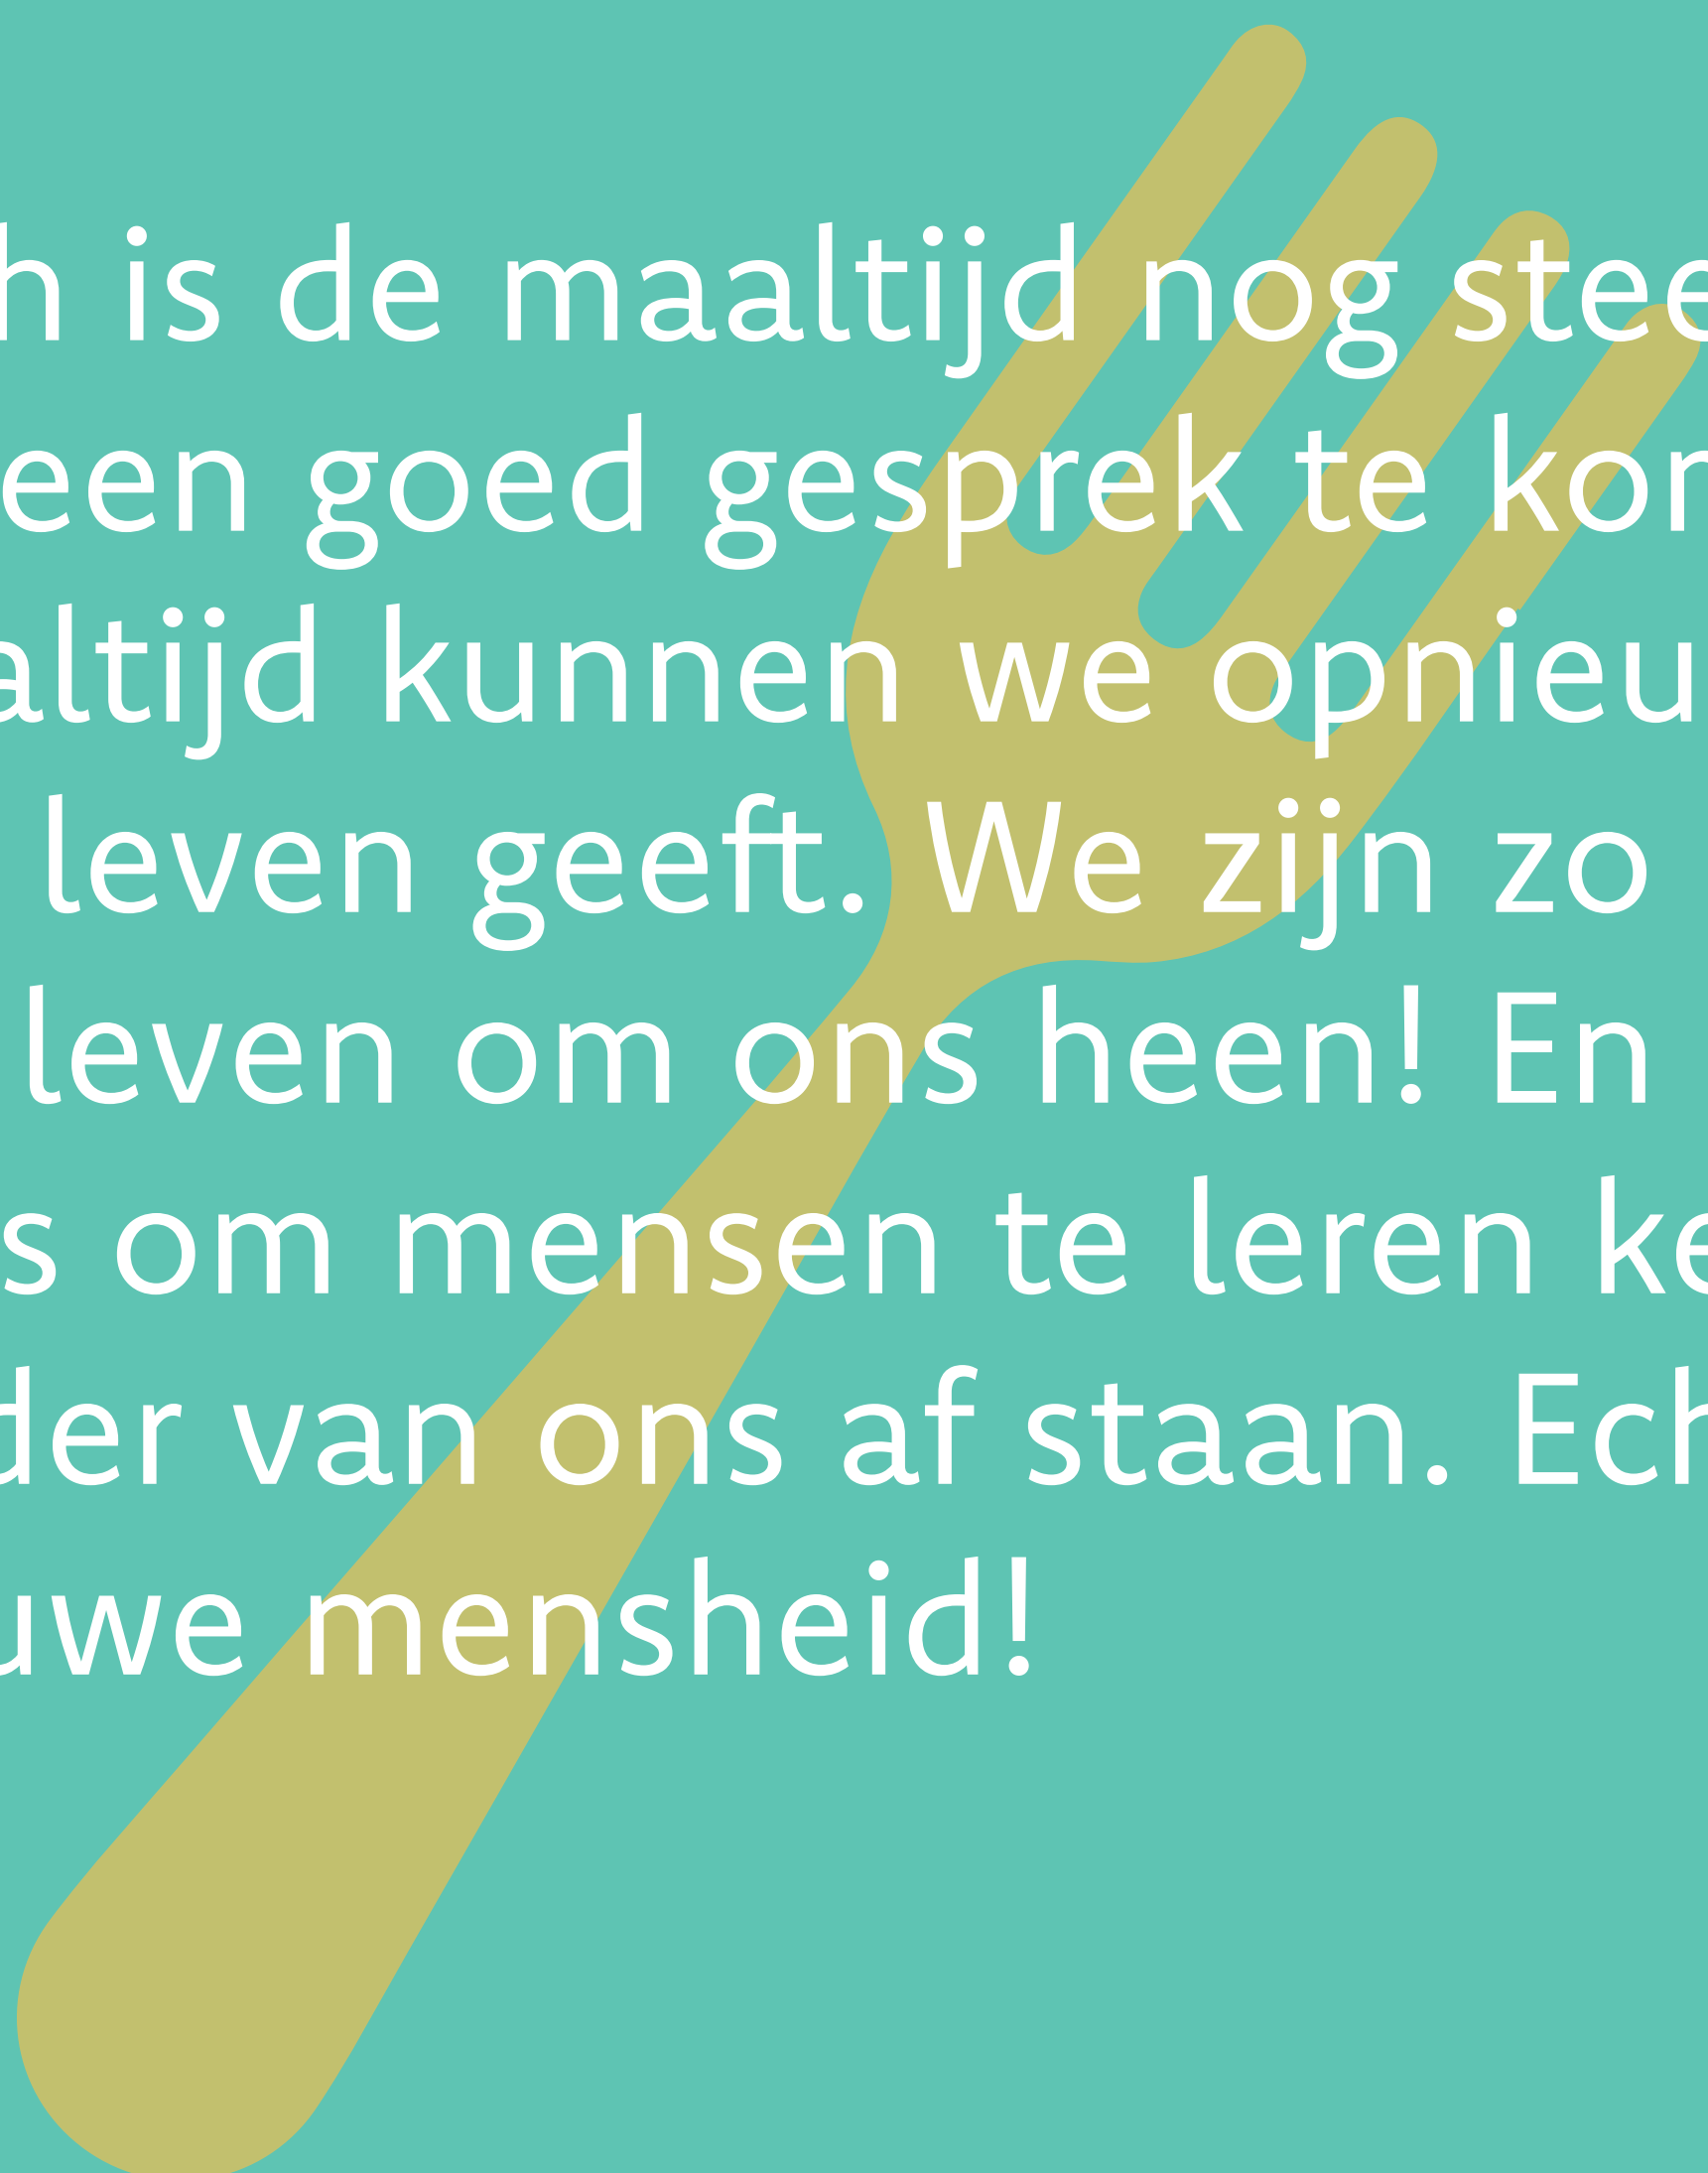 h is de maaltijd nog stee
een goed gesprek te kon
altijd kunnen we opnieu
leven geeft. We zijn zo
leven om ons heen! En
s om mensen te leren ke
der van ons af staan. Ech
uwe mensheid!